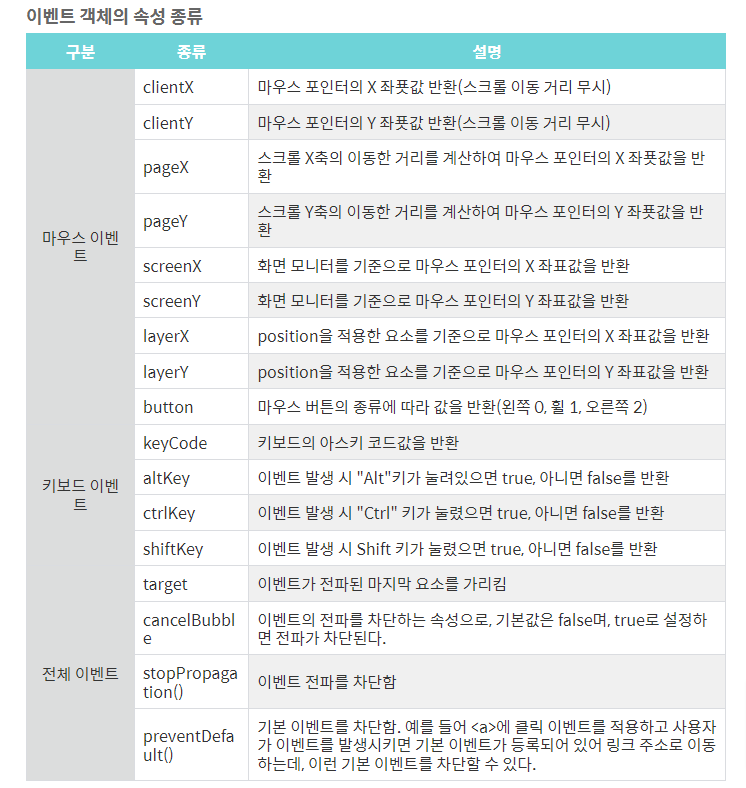 이벤트 객체의 속성 종류
구분 종류 설명
clientX 마우스 포인터의 X 좌푯값 반환(스크롤 이동 거리 무시)
clientY 마우스 포인터의 Y 좌푯값 반환(스크롤 이동 거리 무시)
스크롤 X축의 이동한 거리를 계산하여 마우스 포인터의 X 좌푯값을 반
pageX
환
스크롤 Y축의 이동한 거리를 계산하여 마우스 포인터의 Y 좌푯값을 반
pageY
환
마우스 이벤
트
screenX 화면 모니터를 기준으로 마우스 포인터의 X 좌표값을 반환
screenY 화면 모니터를 기준으로 마우스 포인터의 Y 좌표값을 반환
layerX position을 적용한 요소를 기준으로 마우스 포인터의 X 좌표값을 반환
layerY position을 적용한 요소를 기준으로 마우스 포인터의 Y 좌표값을 반환
button 마우스 버튼의 종류에 따라 값을 반환(왼쪽 0, 휠 1, 오른쪽 2)
keyCode 키보드의 아스키 코드값을 반환
키보드 이벤
트
altKey 이벤트 발생 시 "Alt"키가 눌려있으면 true, 아니면 false를 반환
ctrlKey 이벤트 발생 시 "Ctrl" 키가 눌렸으면 true, 아니면 false를 반환
shiftKey 이벤트 발생 시 Shift 키가 눌렸으면 true, 아니면 false를 반환
target 이벤트가 전파된 마지막 요소를 가리킴
cancelBubbl
e
이벤트의 전파를 차단하는 속성으로, 기본값은 false며, true로 설정하
면 전파가 차단된다.
전체 이벤트
stopPropaga
tion()
이벤트 전파를 차단함
preventDefa
ult()
기본 이벤트를 차단함. 예를 들어 <a>에 클릭 이벤트를 적용하고 사용자
가 이벤트를 발생시키면 기본 이벤트가 등록되어 있어 링크 주소로 이동
하는데, 이런 기본 이벤트를 차단할 수 있다.